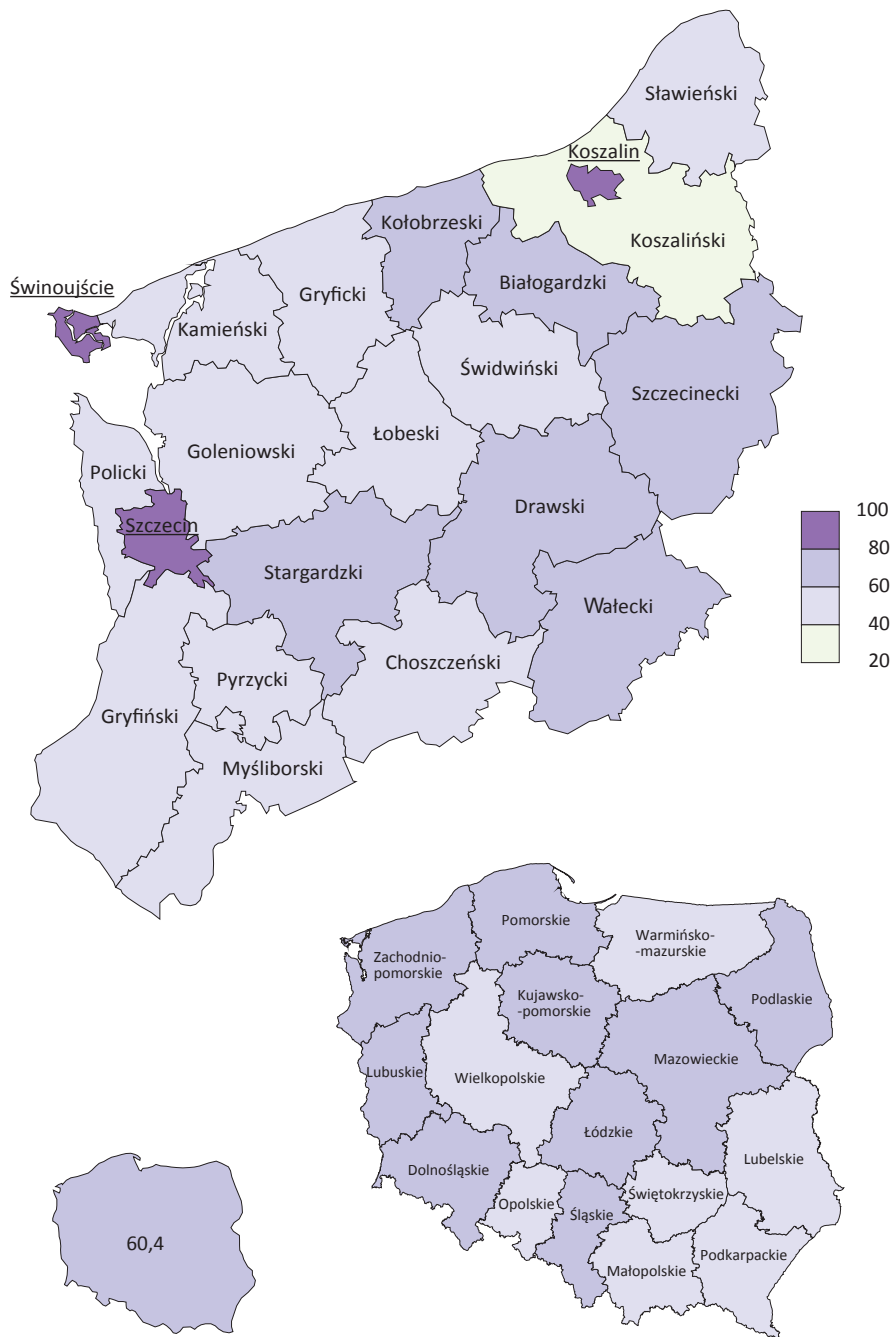 Sławieński
Koszalin
Kołobrzeski
Koszaliński
Białogardzki
Świnoujście
Gryficki
Kamieński
Świdwiński
Szczecinecki
Łobeski
Goleniowski
Policki
Drawski
Szczecin
Stargardzki
Wałecki
Choszczeński
Pyrzycki
Gryfiński
Myśliborski
100
80
60
40
20
Pomorskie
Warmińsko-
-mazurskie
Zachodnio-
pomorskie
Kujawsko-
-pomorskie
Podlaskie
Mazowieckie
Lubuskie
Wielkopolskie
Łódzkie
Lubelskie
Dolnośląskie
Opolskie
Świętokrzyskie
Śląskie
Podkarpackie
Małopolskie
60,4